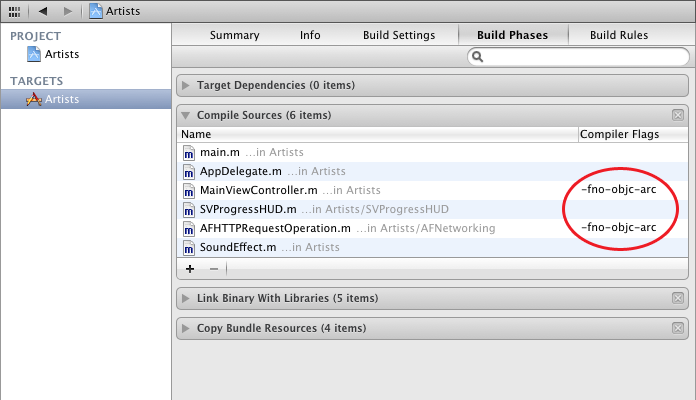 Artists
PROJECT
Artists
TARGETS
Artists
Summary Info Build Settings Build Phases Build Rules
Target Dependencies (0 items)
Compile Sources (6 items)
Name Compiler Flags
main.m ...in Artists
AppDelegate.m ...in Artists
MainViewController.m ...in Artists -fno-objc-arc
SVProgressHUD.m ...in Artists/SVProgressHUD
AFHTTPRequestOperation.m ...in Artists/AFNetworking -fno-objc-arc
SoundEffect.m ...in Artists
Link Binary With Libraries (5 items)
Copy Bundle Resources (4 items)